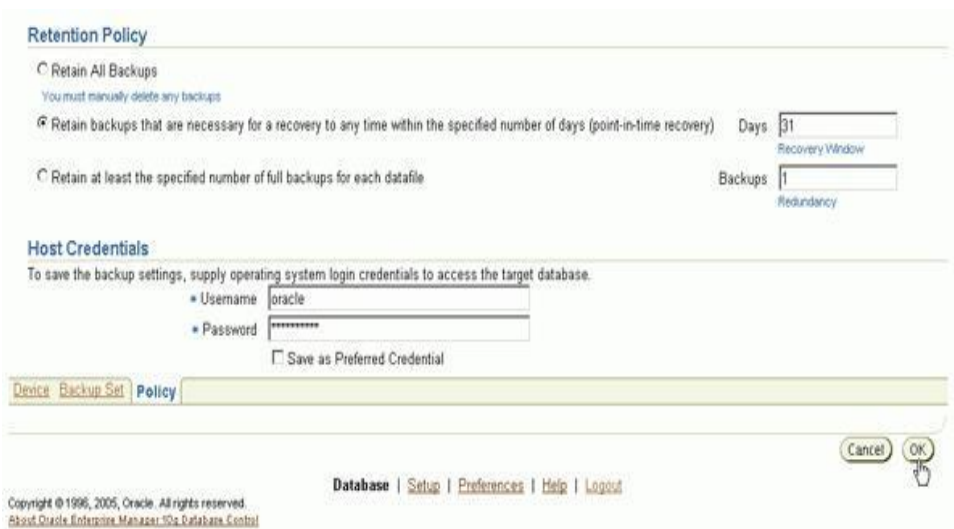 Retention Policy
Retain All Backups
You must manually delete any backups
Retain backups that are necessary for a recovery to any time within the specified number of days (point-in-time recovery) Days 31
Recovery Window
Retain at least the specified number of full backups for each datafile Backups 1
Redundancy
Host Credentials
To save the backup settings, supply operating system login credentials to access the target database.
* Username oracle
* Password **********
Save as Preferred Credential
Device Backup Set Policy
Cancel OK
Database | Setup | Preferences | Help | Logout
Copyright © 1996, 2005, Oracle. All rights reserved.
About Oracle Enterprise Manager 10g Database Control